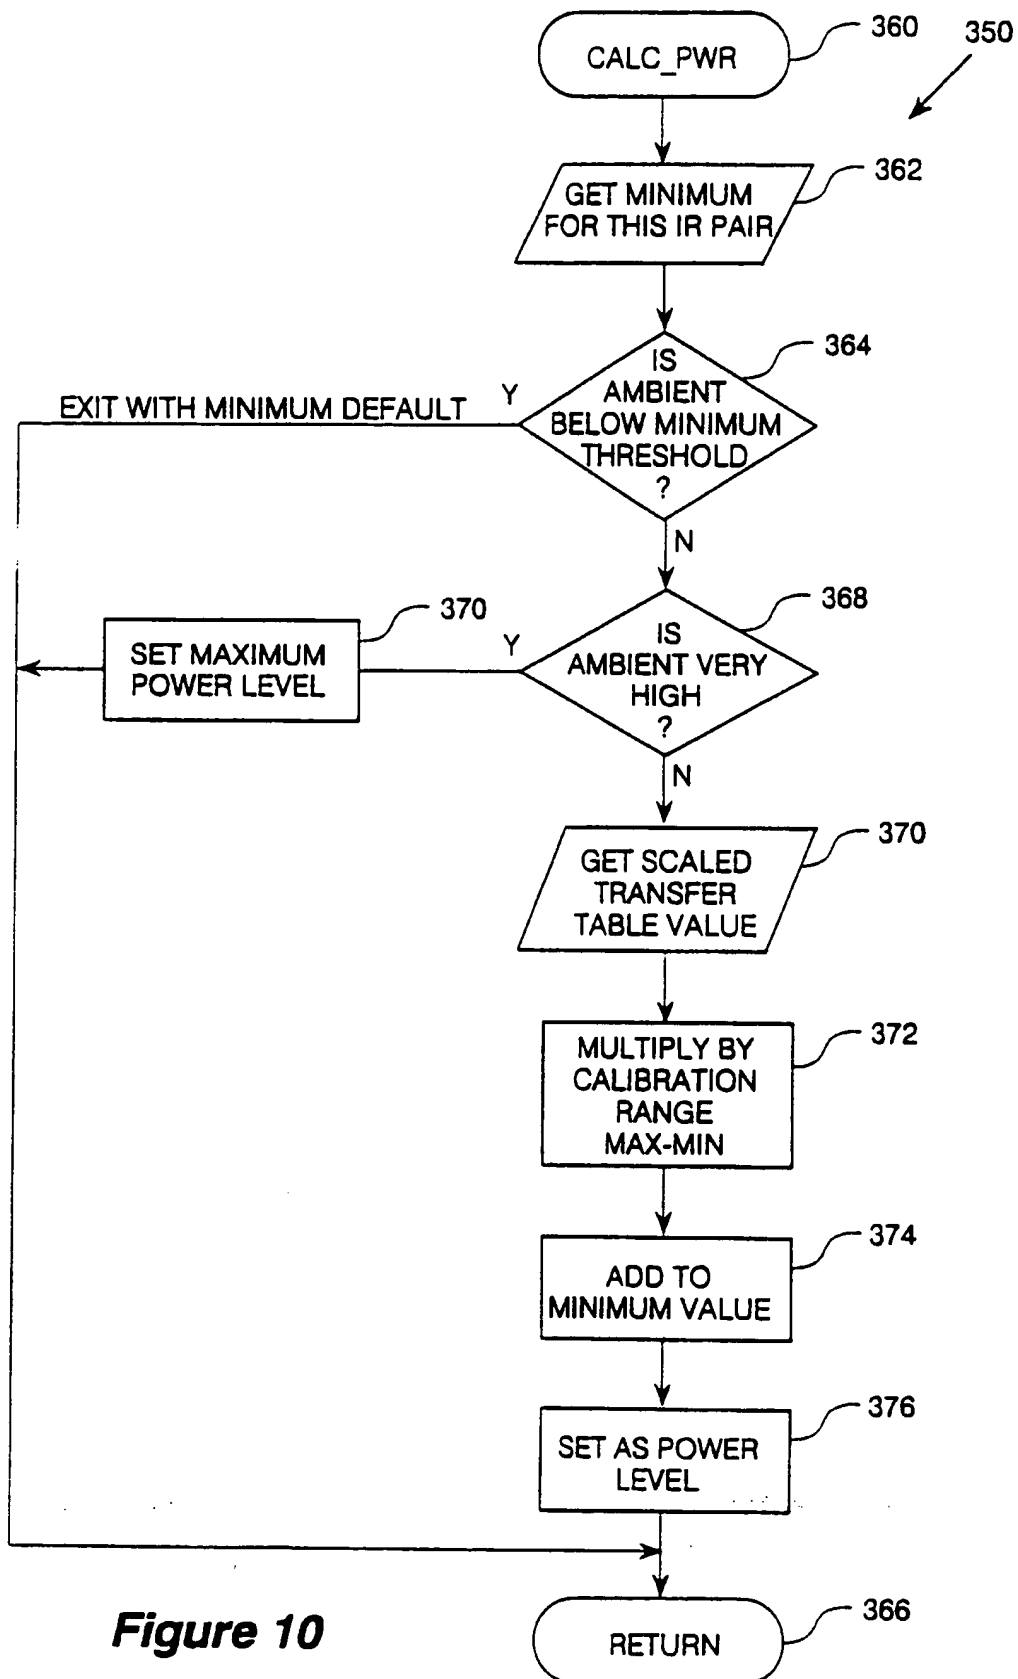 360
350
CALC_PWR
362
GET MINIMUM
FOR THIS IR PAIR
364
IS
AMBIENT
BELOW MINIMUM
THRESHOLD
?
Y
EXIT WITH MINIMUM DEFAULT
N
368
IS
AMBIENT VERY
HIGH
?
Y
370
SET MAXIMUM
POWER LEVEL
N
370
GET SCALED
TRANSFER
TABLE VALUE
372
MULTIPLY BY
CALIBRATION
RANGE
MAX-MIN
374
ADD TO
MINIMUM VALUE
376
SET AS POWER
LEVEL
366
RETURN
Figure 10